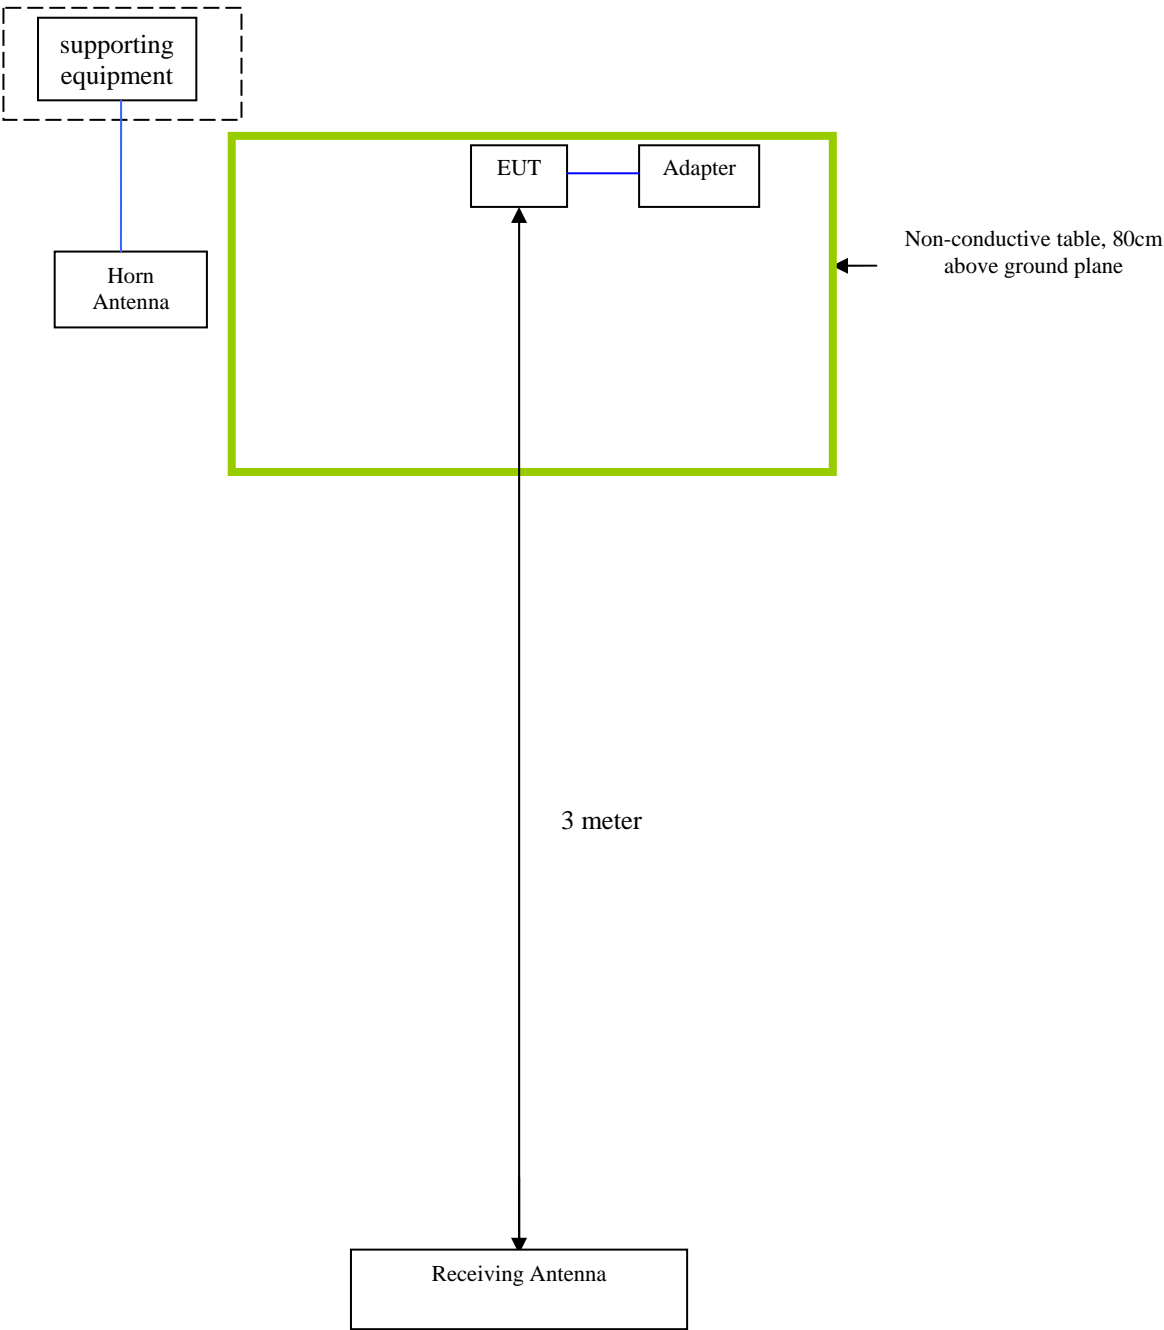 supporting
equipment
EUT
Adapter
Non-conductive table, 80cm
above ground plane
Horn
Antenna
3 meter
Receiving Antenna